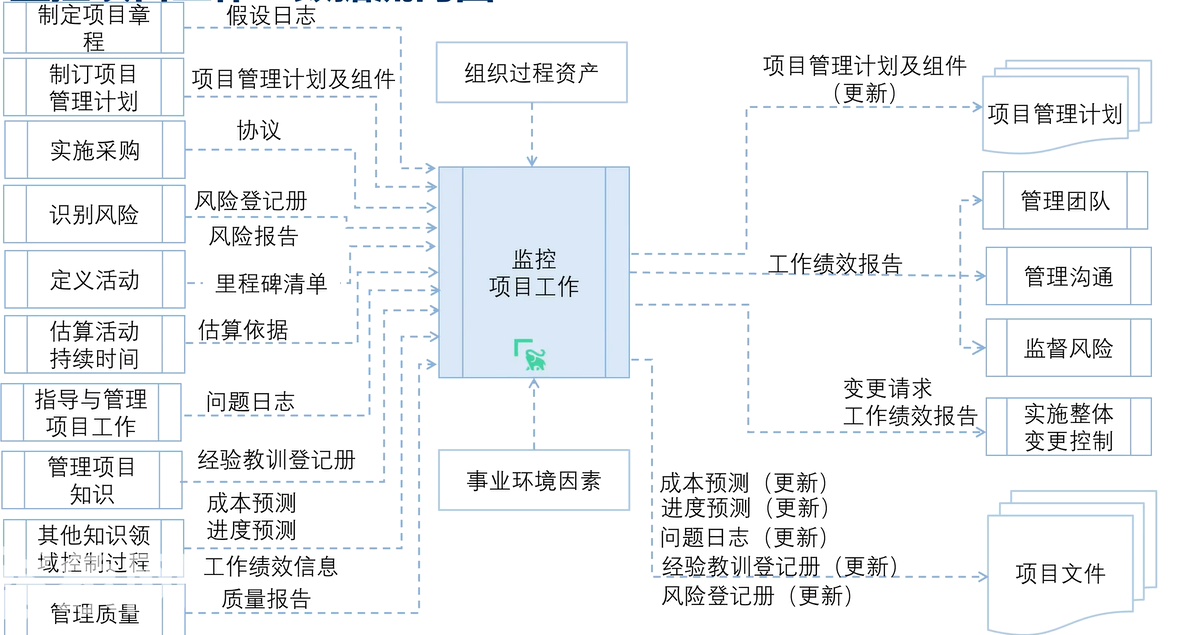 制定项目章
程
假设日志
制订项目
管理计划
项目管理计划及组件
实施采购
协议
识别风险
风险登记册
风险报告
定义活动
里程碑清单
估算活动
持续时间
估算依据
指导与管理
项目工作
问题日志
管理项目
知识
经验教训登记册
其他知识领
域控制过程
成本预测
进度预测
工作绩效信息
管理质量
质量报告
组织过程资产
监控
项目工作
事业环境因素
项目管理计划及组件
（更新）
项目管理计划
工作绩效报告
管理团队
管理沟通
监督风险
变更请求
工作绩效报告
实施整体
变更控制
成本预测（更新）
进度预测（更新）
问题日志（更新）
经验教训登记册（更新）
风险登记册（更新）
项目文件